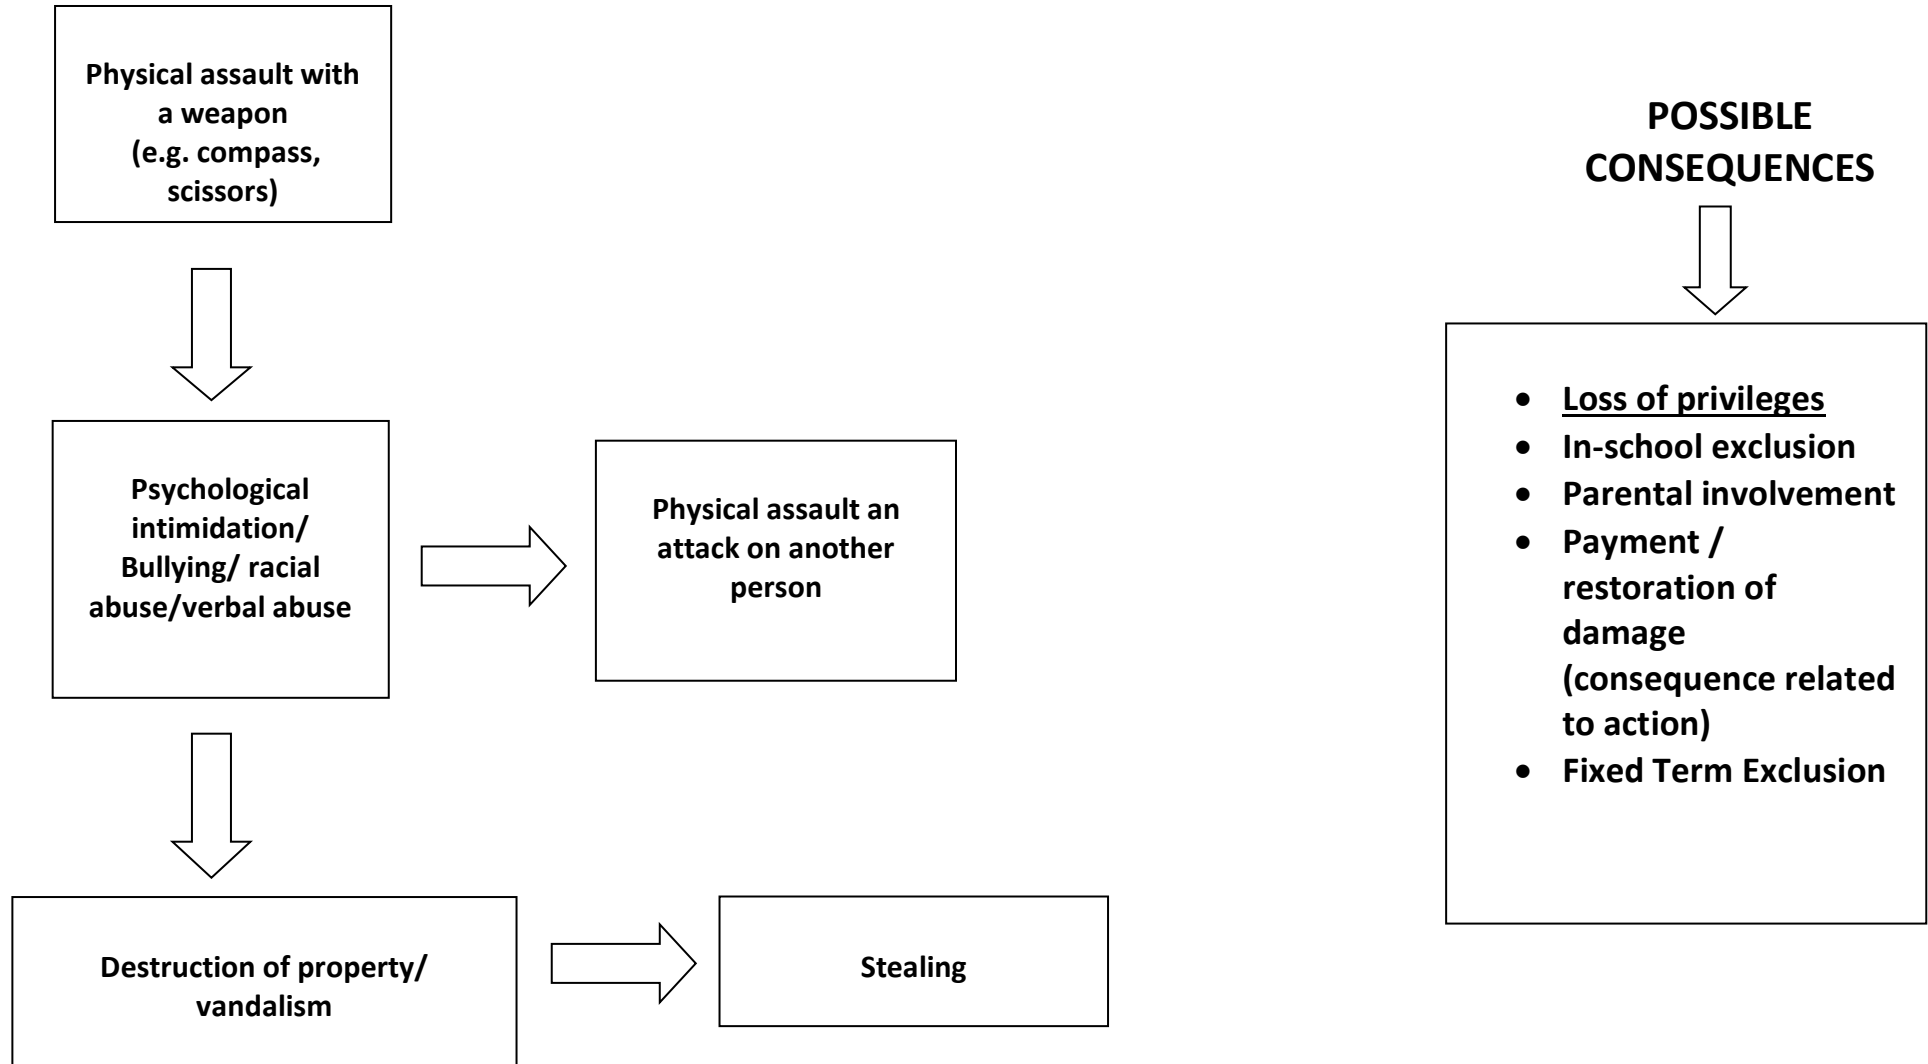 Physical assault with
a weapon
(e.g. compass,
scissors)
POSSIBLE
CONSEQUENCES
Psychological
intimidation/
Bullying/ racial
abuse/verbal abuse
Physical assault an
attack on another
person
• Loss of privileges
• In-school exclusion
• Parental involvement
• Payment /
restoration of
damage
(consequence related
to action)
• Fixed Term Exclusion
Destruction of property/
vandalism
Stealing